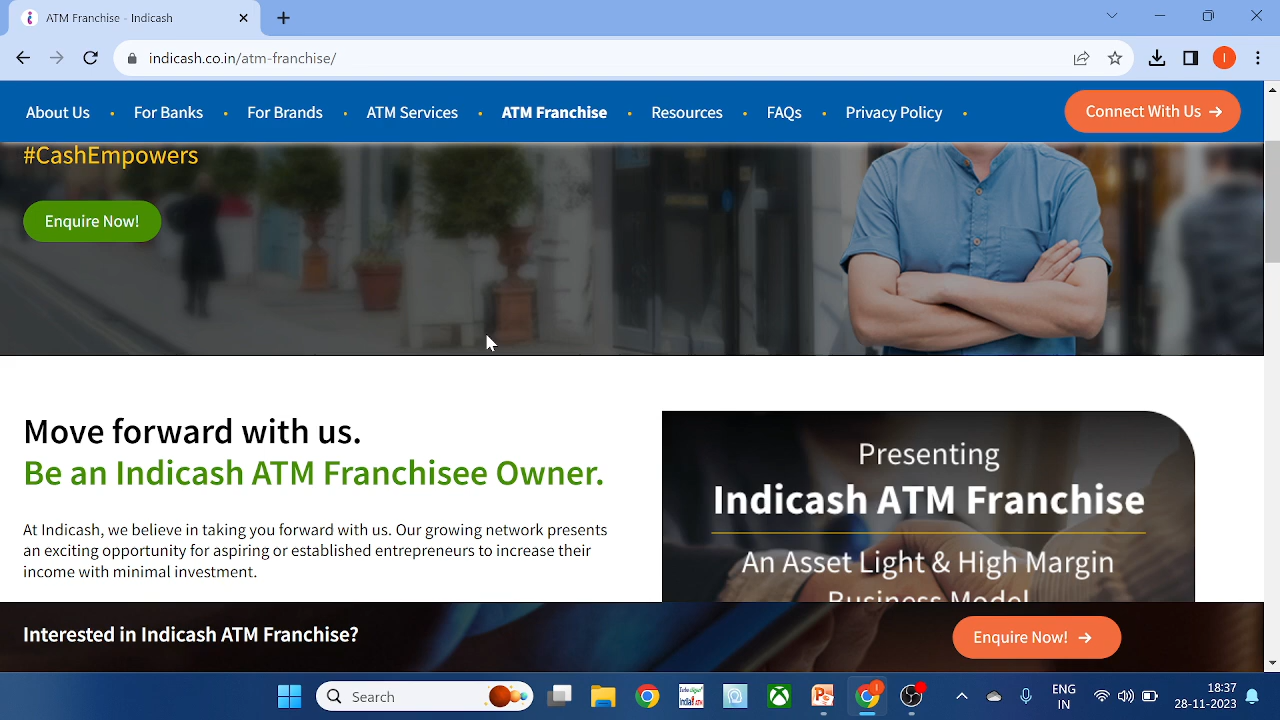 ATM Franchise - Indicash
indicash.co.in/atm-franchise/
I
About Us For Banks For Brands ATM Services ATM Franchise Resources FAQs Privacy Policy Connect With Us
#CashEmpowers
Enquire Now!
Move forward with us.
Be an Indicash ATM Franchisee Owner.
At Indicash, we believe in taking you forward with us. Our growing network presents
an exciting opportunity for aspiring or established entrepreneurs to increase their
income with minimal investment.
Presenting
Indicash ATM Franchise
An Asset Light & High Margin
Business Model
Interested in Indicash ATM Franchise?
Enquire Now!
Search
ENG
IN
18:37
28-11-2023